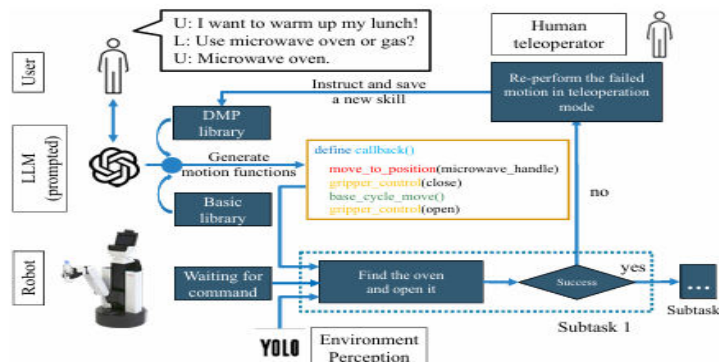 U: I want to warm up my lunch!
L: Use microwave oven or gas?
U: Microwave oven.
Human
teleoperator
User
Instruct and save
a new skill
Re-perform the failed
motion in teleoperation
mode
DMP
library
LLM
(prompted)
Generate
motion functions
define callback()
move_to_position(microwave_handle)
gripper_control(close)
base_cycle_move()
gripper_control(open)
Basic
library
no
Robot
Waiting for
command
Find the oven
and open it
Success
yes
...
Subtask
Subtask 1
YOLO
Environment
Perception